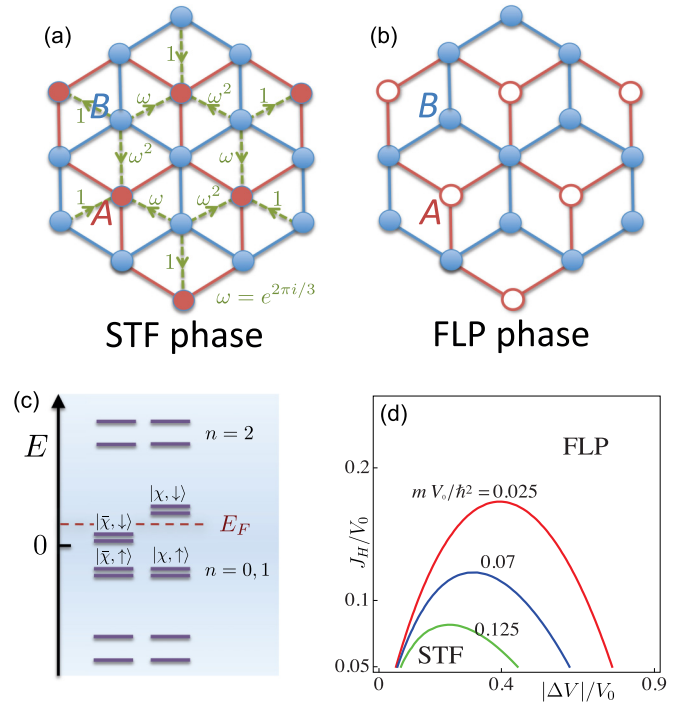 (a)
1
B
1
ω
ω²
1
ω²
ω
1
ω
ω²
1
A
1
ω = e^{2πi/3}
STF phase
(b)
B
A
FLP phase
(c)
E
n = 2
|χ, ↓⟩
|χ̄, ↓⟩
E_F
0
|χ̄, ↑⟩
|χ, ↑⟩
n = 0, 1
(d)
FLP
0.2
m V₀/ħ² = 0.025
J_H/V₀
0.07
0.1
0.125
STF
0.05
0
0.4
|ΔV|/V₀
0.9